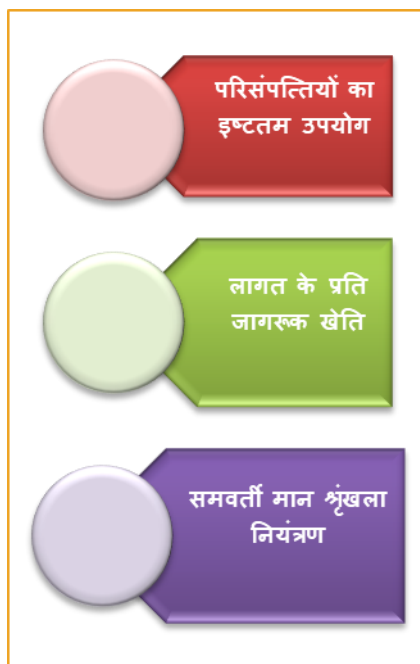 परिसंपत्तियों का
इष्टतम उपयोग
लागत के प्रति
जागरूक खेति
समवर्ती मान श्रृंखला
नियंत्रण